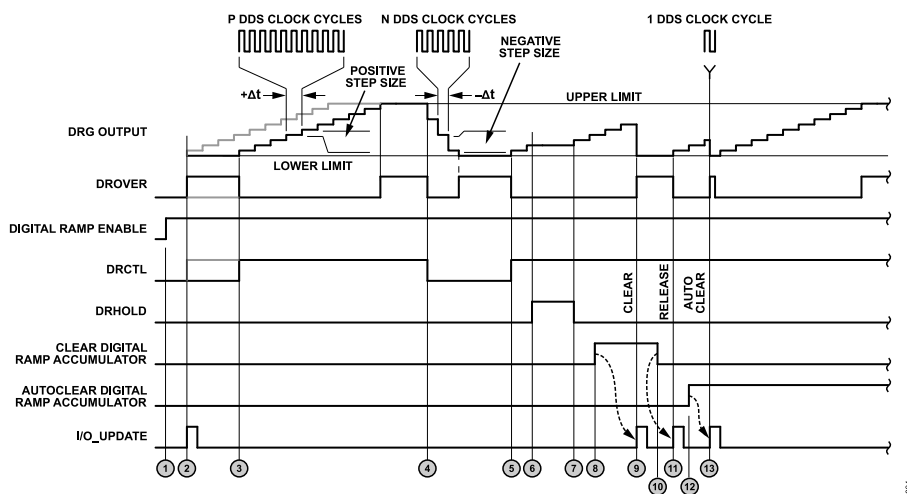 P DDS CLOCK CYCLES
N DDS CLOCK CYCLES
1 DDS CLOCK CYCLE
NEGATIVE
STEP SIZE
POSITIVE
STEP SIZE
+Δt
–Δt
UPPER LIMIT
DRG OUTPUT
LOWER LIMIT
DROVER
DIGITAL RAMP ENABLE
DRCTL
CLEAR
RELEASE
AUTO
CLEAR
DRHOLD
CLEAR DIGITAL
RAMP ACCUMULATOR
AUTOCLEAR DIGITAL
RAMP ACCUMULATOR
I/O_UPDATE
1 2 3 4 5 6 7 8 9 10 11 12 13